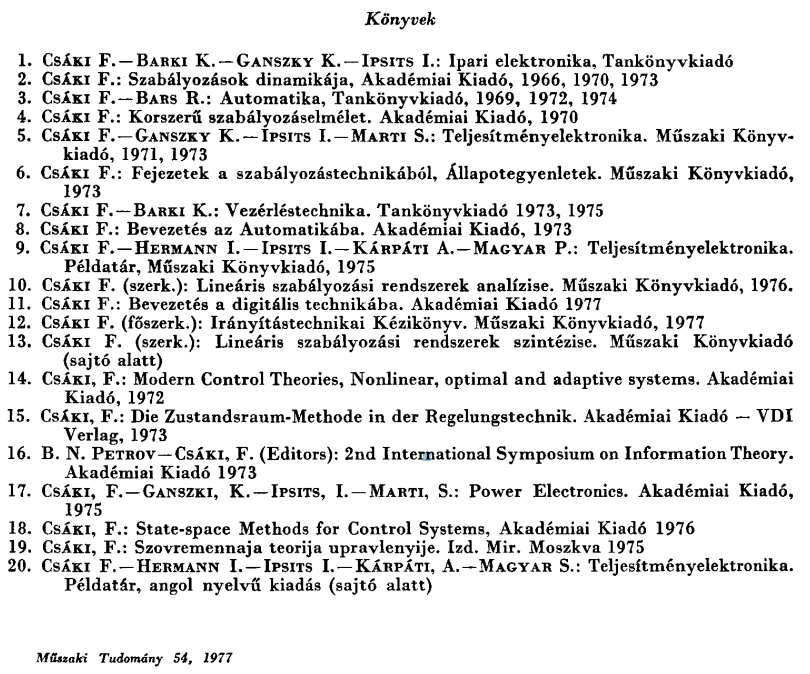 Könyvek
1. CSÁKI F.—BARKI K.—GANSZKY K.—IPSITS I.: Ipari elektronika, Tankönyvkiadó
2. CSÁKI F.: Szabályozások dinamikája, Akadémiai Kiadó, 1966, 1970, 1973
3. CSÁKI F.—BARS R.: Automatika, Tankönyvkiadó, 1969, 1972, 1974
4. CSÁKI F.: Korszerű szabályozáselmélet. Akadémiai Kiadó, 1970
5. CSÁKI F.—GANSZKY K.—IPSITS I.—MARTI S.: Teljesítményelektronika. Műszaki Könyv-
kiadó, 1971, 1973
6. CSÁKI F.: Fejezetek a szabályozástechnikából, Állapotegyenletek. Műszaki Könyvkiadó,
1973
7. CSÁKI F.—BARKI K.: Vezérléstechnika. Tankönyvkiadó 1973, 1975
8. CSÁKI F.: Bevezetés az Automatikába. Akadémiai Kiadó, 1973
9. CSÁKI F.—HERMANN I.—IPSITS I.—KÁRPÁTI A.—MAGYAR P.: Teljesítményelektronika.
Példatár, Műszaki Könyvkiadó, 1975
10. CSÁKI F. (szerk.): Lineáris szabályozási rendszerek analízise. Műszaki Könyvkiadó, 1976.
11. CSÁKI F.: Bevezetés a digitális technikába. Akadémiai Kiadó 1977
12. CSÁKI F. (főszerk.): Irányítástechnikai Kézikönyv. Műszaki Könyvkiadó, 1977
13. CSÁKI F. (szerk.): Lineáris szabályozási rendszerek szintézise. Műszaki Könyvkiadó
(sajtó alatt)
14. CSÁKI, F.: Modern Control Theories, Nonlinear, optimal and adaptive systems. Akadémiai
Kiadó, 1972
15. CSÁKI, F.: Die Zustandsraum-Methode in der Regelungstechnik. Akadémiai Kiadó — VDI
Verlag, 1973
16. B. N. PETROV—CSÁKI, F. (Editors): 2nd International Symposium on Information Theory.
Akadémiai Kiadó 1973
17. CSÁKI, F.—GANSZKI, K.—IPSITS, I.—MARTI, S.: Power Electronics. Akadémiai Kiadó,
1975
18. CSÁKI, F.: State-space Methods for Control Systems, Akadémiai Kiadó 1976
19. CSÁKI, F.: Szovremennaja teorija upravlenyije. Izd. Mir. Moszkva 1975
20. CSÁKI F.—HERMANN I.—IPSITS I.—KÁRPÁTI, A.—MAGYAR S.: Teljesítményelektronika.
Példatár, angol nyelvű kiadás (sajtó alatt)
Műszaki Tudomány 54, 1977